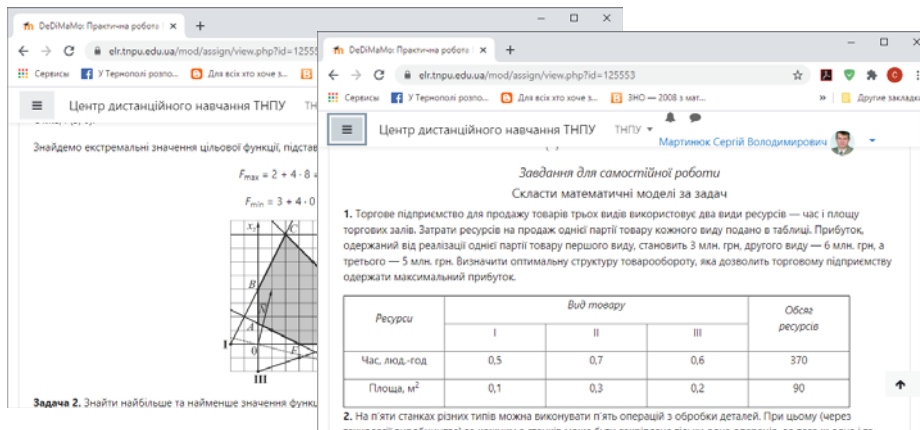 DeDiMaMo: Практична робота
elr.tnpu.edu.ua/mod/assign/view.php?id=12555
Сервисы У Тернополі розпо... Для всіх хто хоче з...
Центр дистанційного навчання ТНПУ
Знайдемо екстремальні значення цільової функції, підстав
Fmax = 2 + 4 · 8 =
Fmin = 3 + 4 · 0
x₂
C
B
N
A
I
0
E
III
Задача 2. Знайти найбільше та найменше значення функц
DeDiMaMo: Практична робота
elr.tnpu.edu.ua/mod/assign/view.php?id=125553
Сервисы У Тернополі розпо... Для всіх хто хоче з... ЗНО — 2008 з мат... » Другие закладки
Центр дистанційного навчання ТНПУ ТНПУ
Мартинюк Сергій Володимирович
Завдання для самостійної роботи
Скласти математичні моделі за задач
1. Торгове підприємство для продажу товарів трьох видів використовує два види ресурсів — час і площу
торгових залів. Затрати ресурсів на продаж однієї партії товару кожного виду подано в таблиці. Прибуток,
одержаний від реалізації однієї партії товару першого виду, становить 3 млн. грн, другого виду — 6 млн. грн, а
третього — 5 млн. грн. Визначити оптимальну структуру товарообороту, яка дозволить торговому підприємству
одержати максимальний прибуток.
Ресурси Вид товару Обсяг ресурсів
I II III
Час, люд.-год 0,5 0,7 0,6 370
Площа, м² 0,1 0,3 0,2 90
2. На п'яти станках різних типів можна виконувати п'ять операцій з обробки деталей. При цьому (через